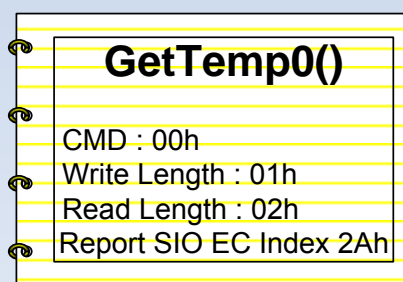 GetTemp0()
CMD : 00h
Write Length : 01h
Read Length : 02h
Report SIO EC Index 2Ah